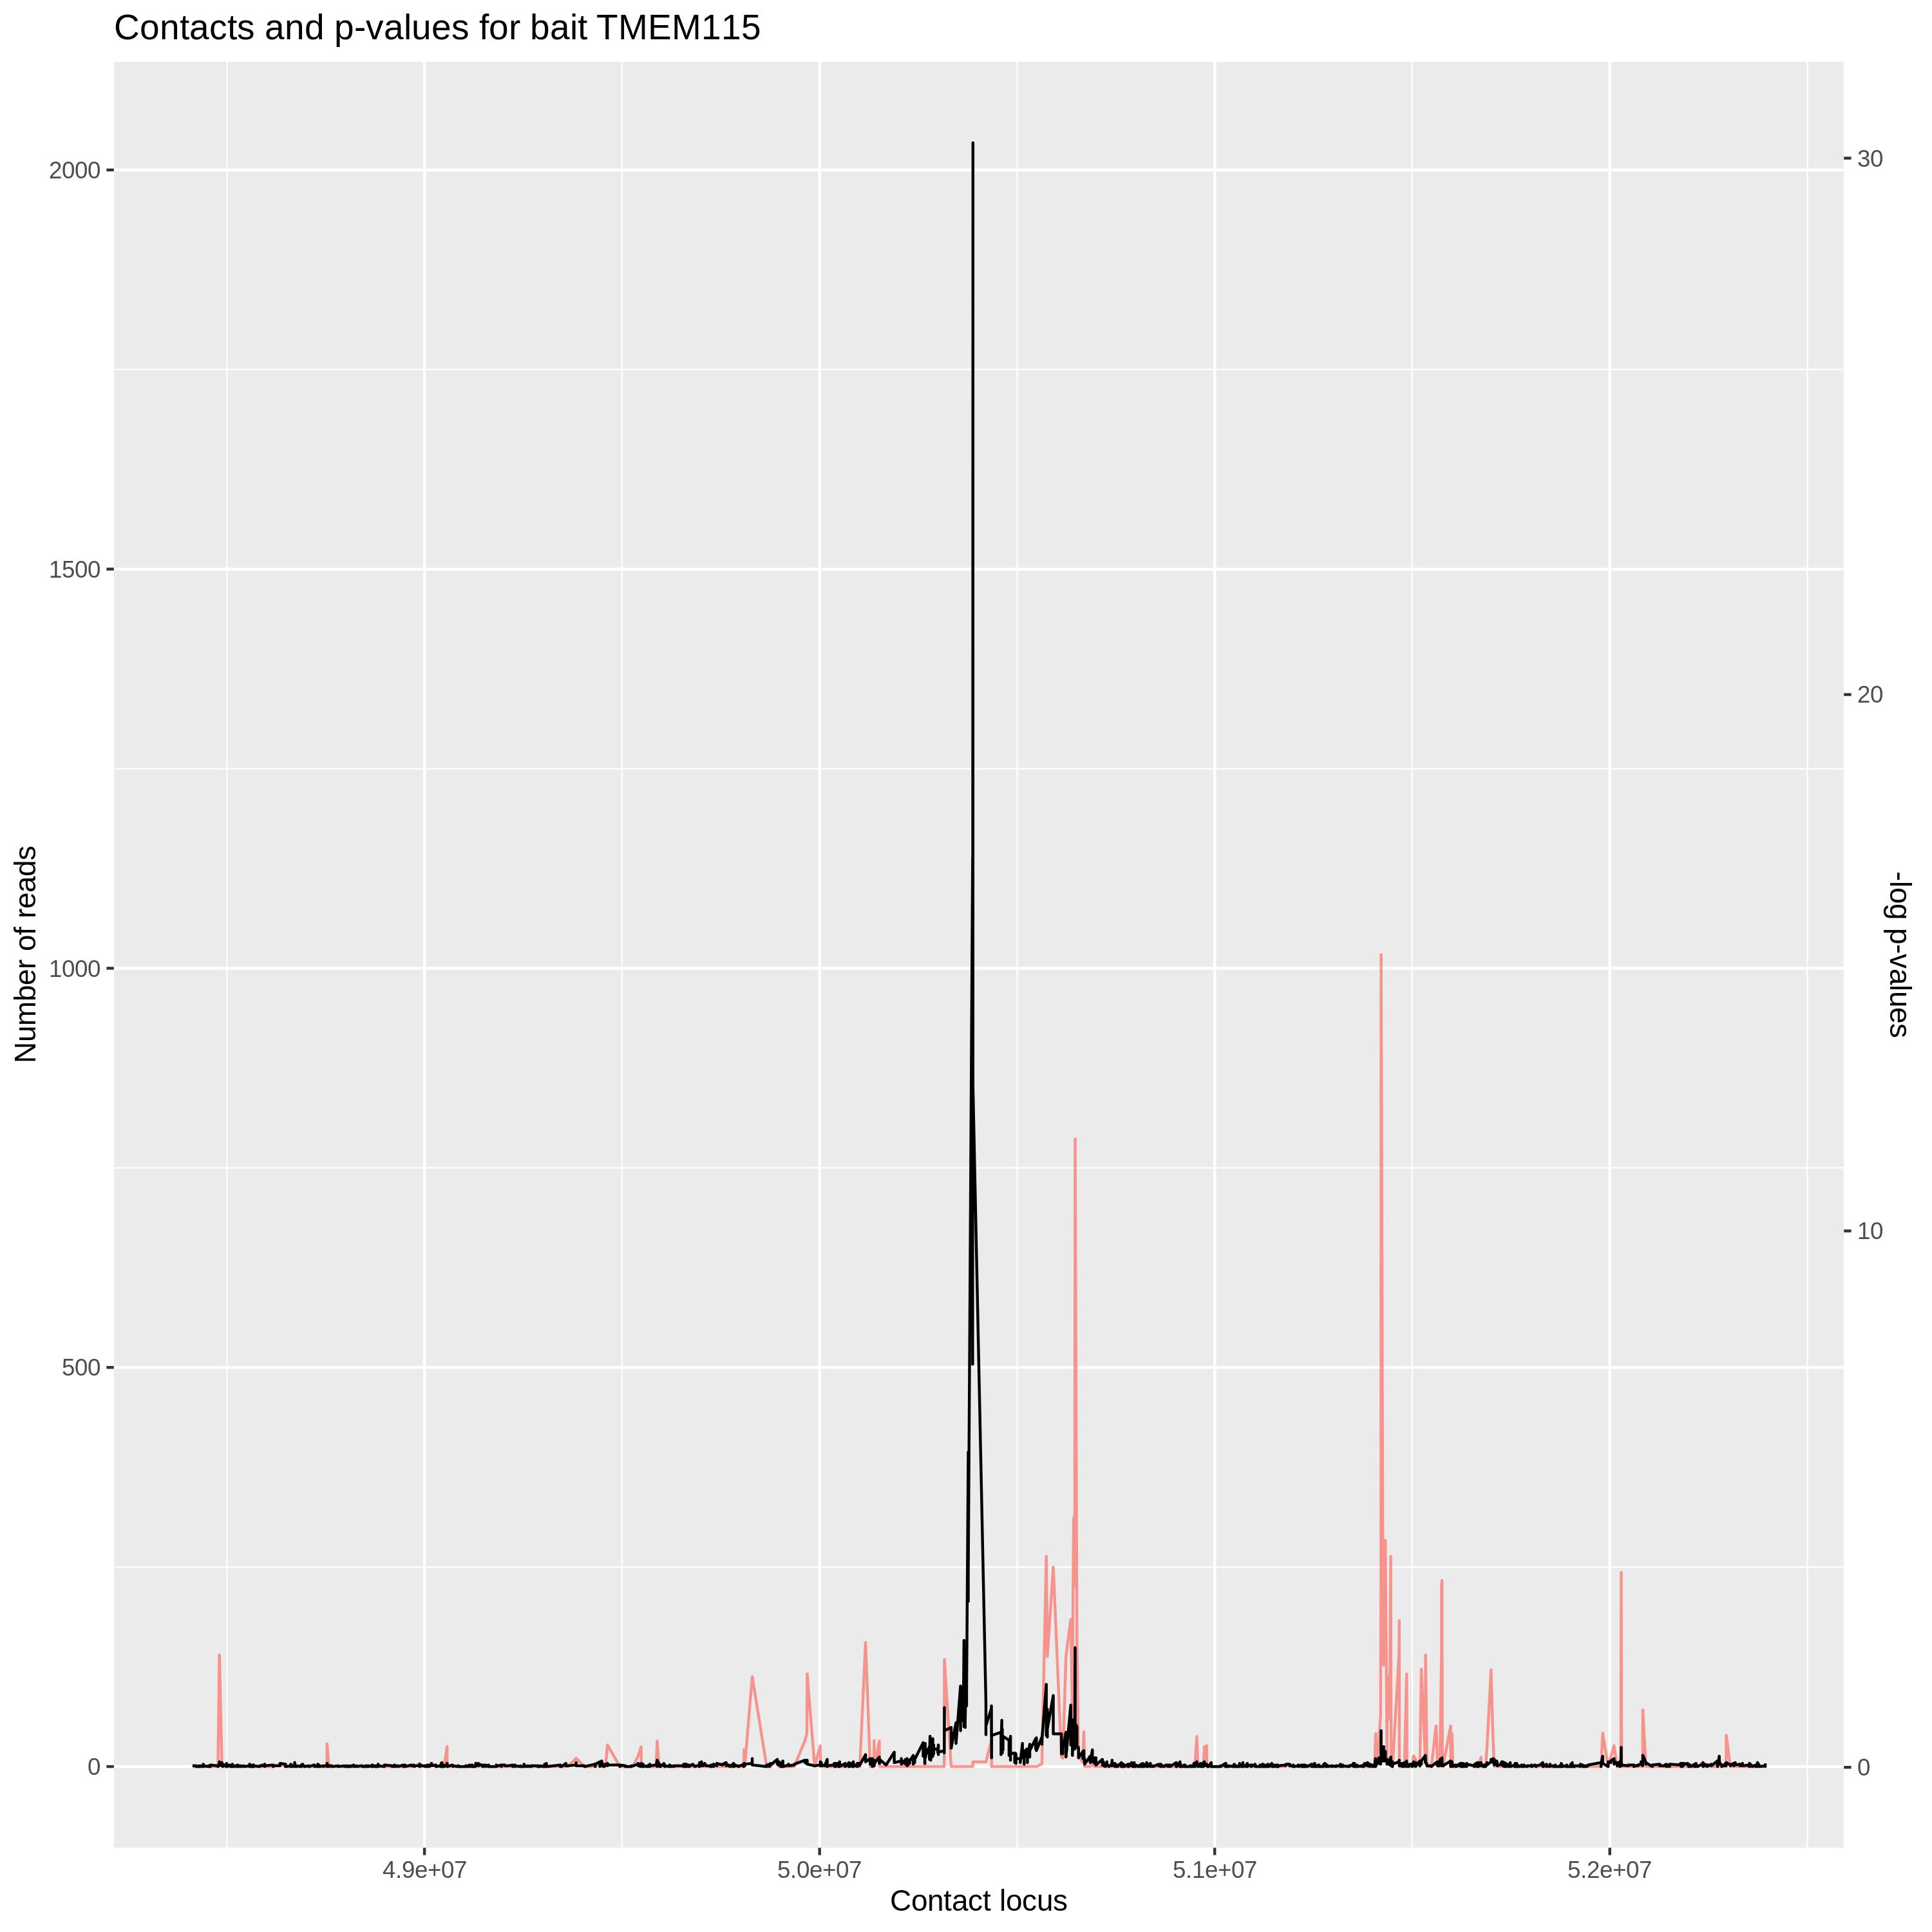 Contacts and p-values for bait TMEM115
Number of reads
2000
1500
1000
500
0
30
20
10
0
-log p-values
4.9e+07
5.0e+07
5.1e+07
5.2e+07
Contact locus